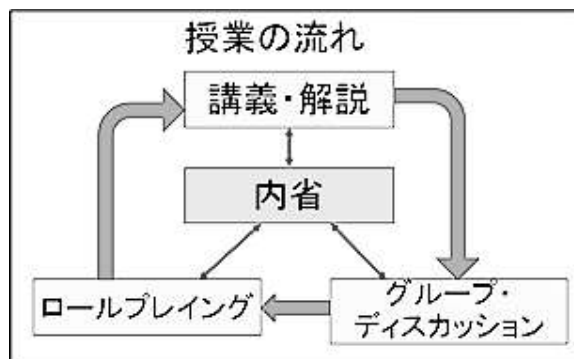 授業の流れ
講義・解説
内省
ロールプレイング
グループ・
ディスカッション